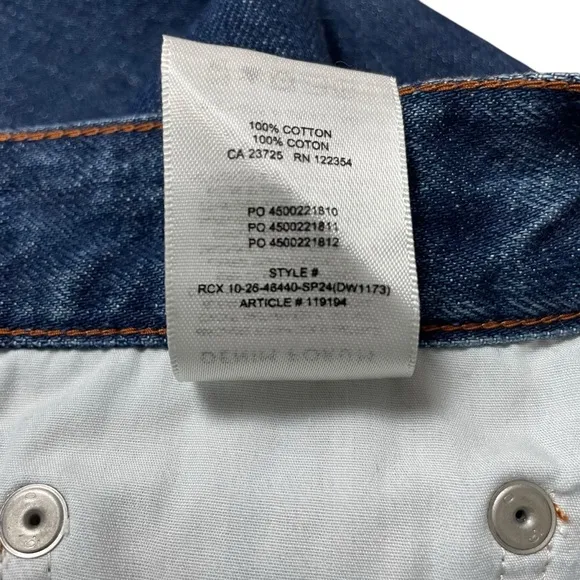 100% COTTON
100% COTON
CA 23725 RN 122354
PO 4500221810
PO 4500221811
PO 4500221812
STYLE #
RCX 10-26-46440-SP24(DW1173)
ARTICLE # 119194